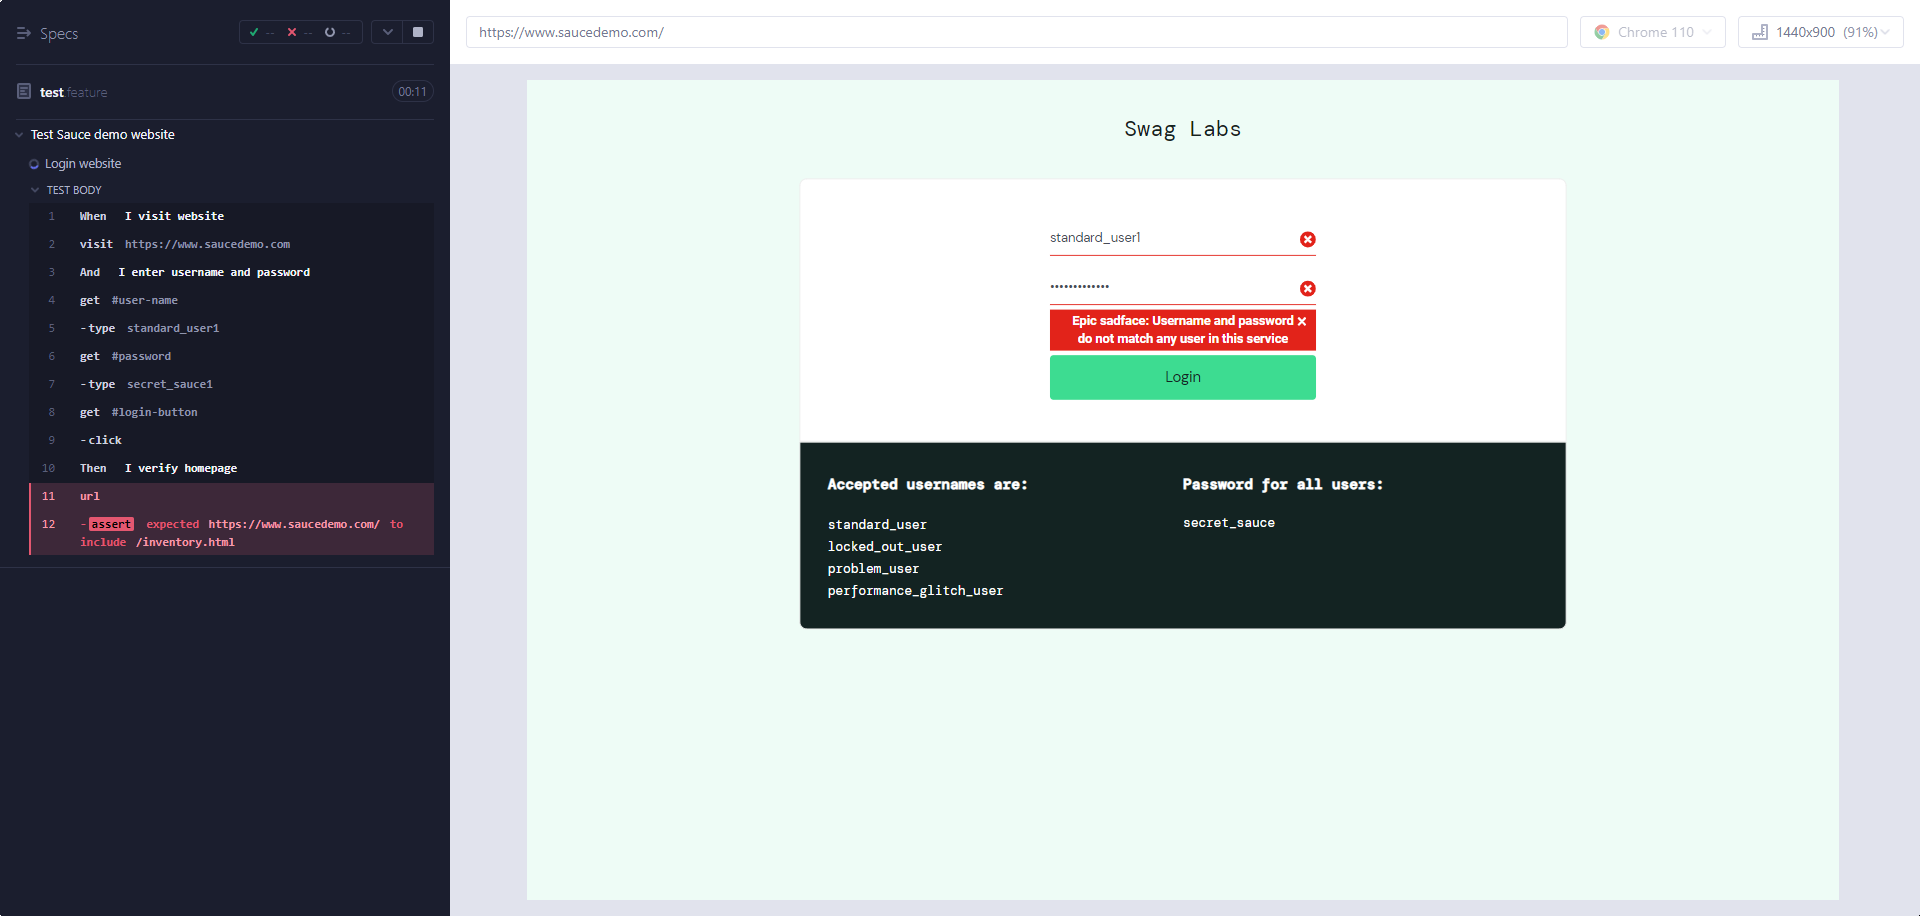 Specs
-- -- --
test.feature
00:11
Test Sauce demo website
Login website
TEST BODY
1 When I visit website
2 visit https://www.saucedemo.com
3 And I enter username and password
4 get #user-name
5 -type standard_user1
6 get #password
7 -type secret_sauce1
8 get #login-button
9 -click
10 Then I verify homepage
11 url
12 -assert expected https://www.saucedemo.com/ to
include /inventory.html
https://www.saucedemo.com/
Chrome 110
1440x900 (91%)
Swag Labs
standard_user1
•••••••••••••
Epic sadface: Username and password
do not match any user in this service
Login
Accepted usernames are:
standard_user
locked_out_user
problem_user
performance_glitch_user
Password for all users:
secret_sauce